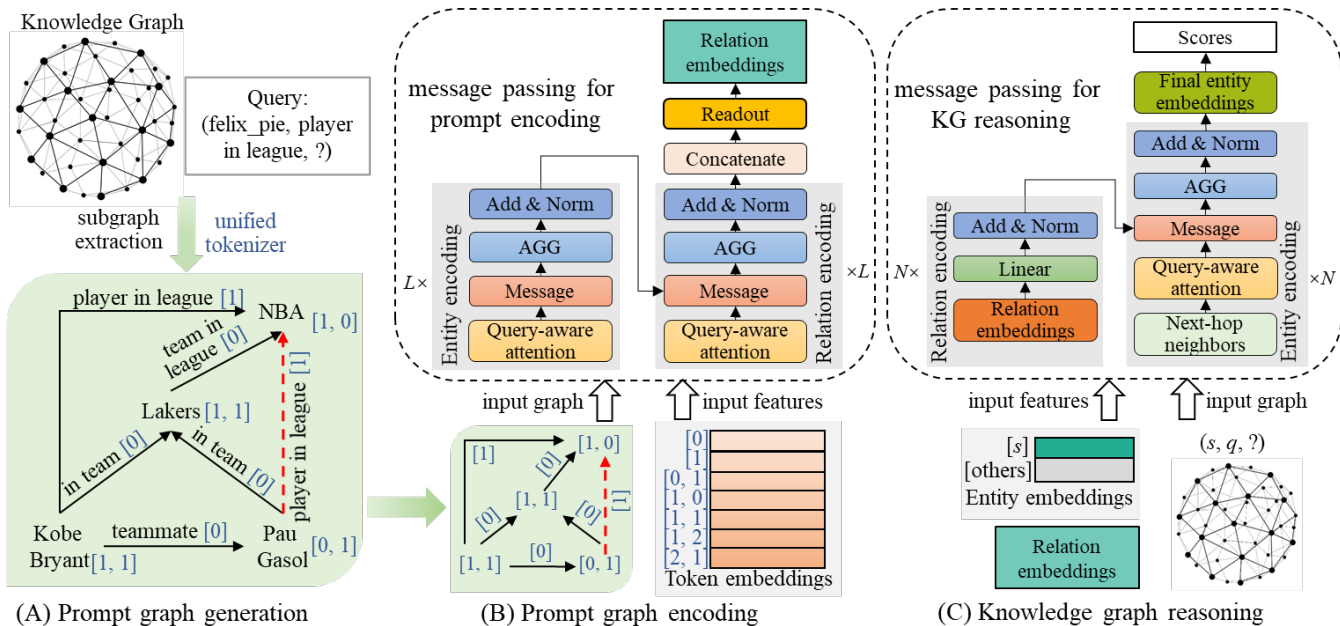 Knowledge Graph
Query:
(felix_pie, player
in league, ?)
subgraph
extraction
unified
tokenizer
player in league [1]
NBA
[1, 0]
team in
league [0]
player in league [1]
Lakers [1, 1]
in team [0]
in team [0]
Kobe
Bryant [1, 1]
teammate [0]
Pau
Gasol [0, 1]
(A) Prompt graph generation
message passing for
prompt encoding
Relation
embeddings
Readout
Concatenate
Add & Norm
AGG
Message
Query-aware
attention
Entity encoding
L×
Add & Norm
AGG
Message
Query-aware
attention
Relation encoding
×L
input graph
input features
[1]
[1, 0]
[0]
[1]
[1, 1]
[0]
[0]
[1, 1]
[0]
[0, 1]
[0]
[1]
[0, 1]
[1, 0]
[1, 1]
[1, 2]
[2, 1]
Token embeddings
(B) Prompt graph encoding
message passing for
KG reasoning
Scores
Final entity
embeddings
Add & Norm
AGG
Message
Query-aware
attention
Next-hop
neighbors
Entity encoding
×N
Add & Norm
Linear
Relation
embeddings
Relation encoding
N×
input features
input graph
[s]
[others]
Entity embeddings
Relation
embeddings
(s, q, ?)
(C) Knowledge graph reasoning